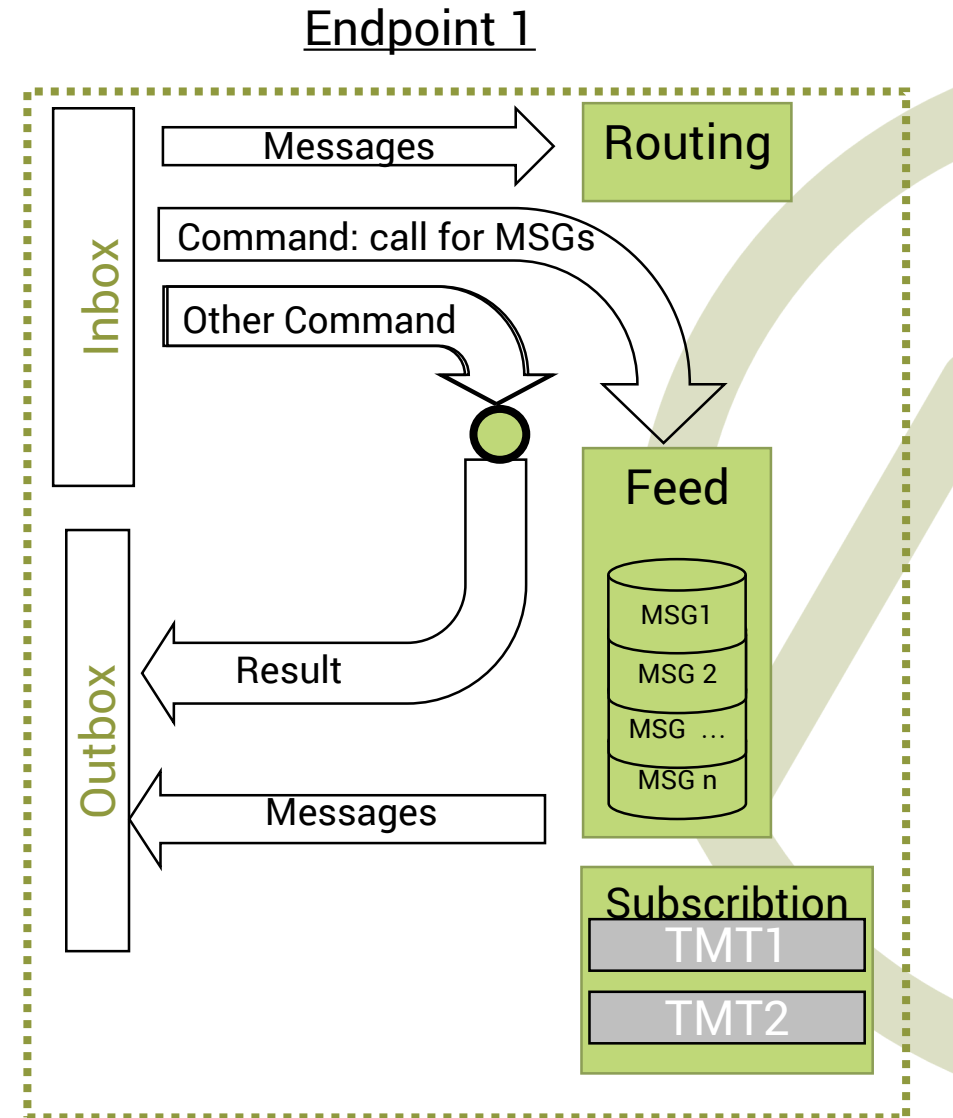 Endpoint 1
Inbox
Messages
Routing
Command: call for MSGs
Other Command
Feed
MSG1
MSG 2
MSG ...
MSG n
Outbox
Result
Messages
Subscribtion
TMT1
TMT2